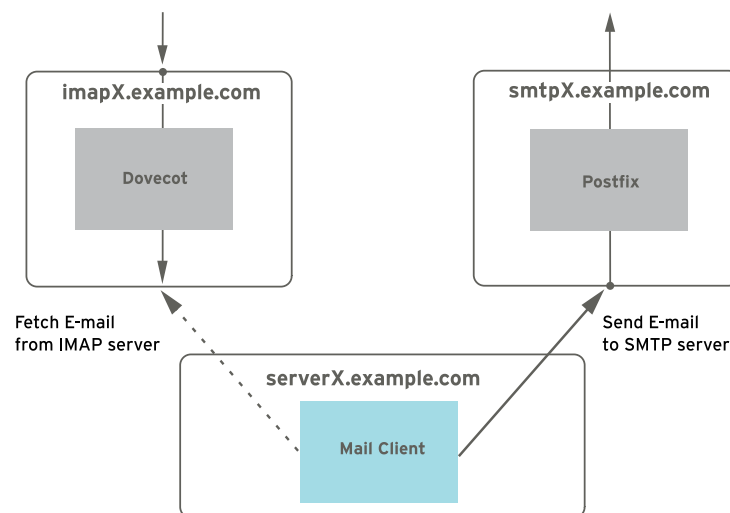 imapX.example.com
smtpX.example.com
Dovecot
Postfix
Fetch E-mail
from IMAP server
Send E-mail
to SMTP server
serverX.example.com
Mail Client